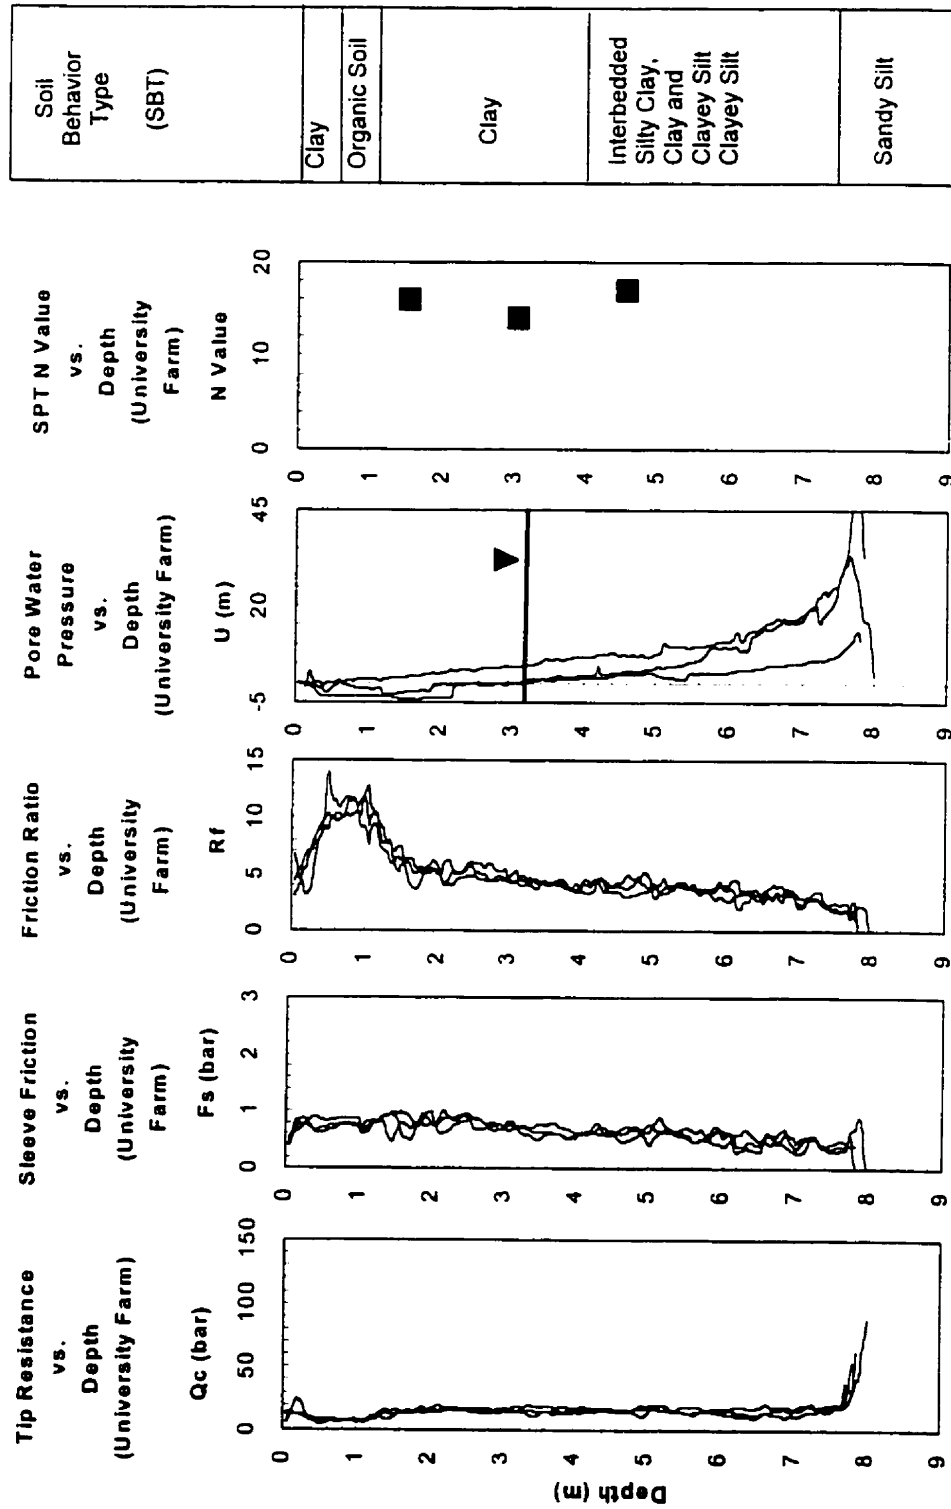 Tip Resistance
vs.
Depth
(University Farm)
Qc (bar)
0 50 100 150
Depth (m)
0
1
2
3
4
5
6
7
8
9
Sleeve Friction
vs.
Depth
(University
Farm)
Fs (bar)
0 1 2 3
0
1
2
3
4
5
6
7
8
9
Friction Ratio
vs.
Depth
(University
Farm)
Rf
0 5 10 15
0
1
2
3
4
5
6
7
8
9
Pore Water
Pressure
vs.
Depth
(University Farm)
U (m)
-5 20 45
0
1
2
3
4
5
6
7
8
9
SPT N Value
vs.
Depth
(University
Farm)
N Value
0 10 20
0
1
2
3
4
5
6
7
8
9
Soil
Behavior
Type
(SBT)
Clay
Organic Soil
Clay
Interbedded
Silty Clay,
Clay and
Clayey Silt
Clayey Silt
Sandy Silt